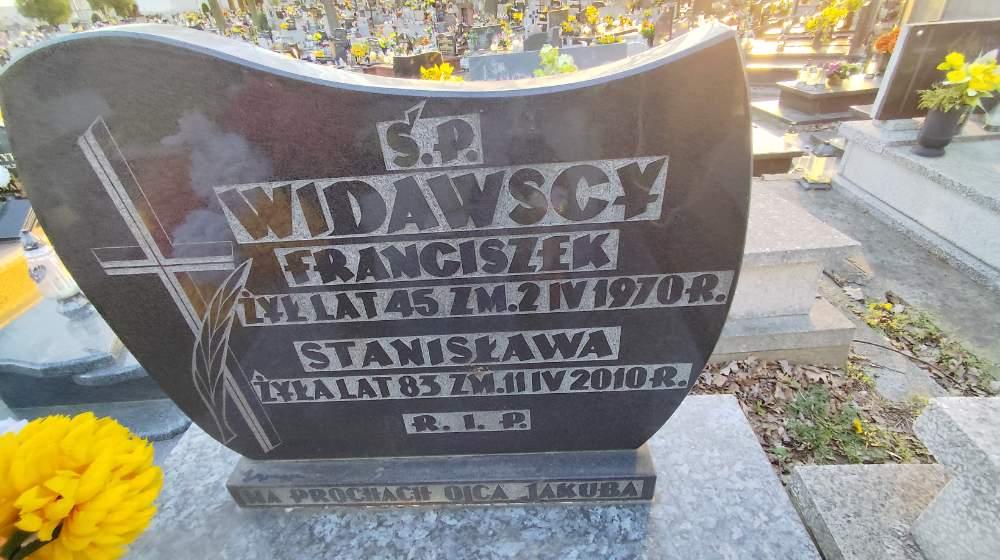 Ś.P.
WIDAWSCY
FRANCISZEK
ŻYŁ LAT 45 ZM. 2 IV 1970 R.
STANISŁAWA
ŻYŁA LAT 83 ZM. 11 IV 2010 R.
R. I. P.
NA PROCHACH OJCA JAKUBA